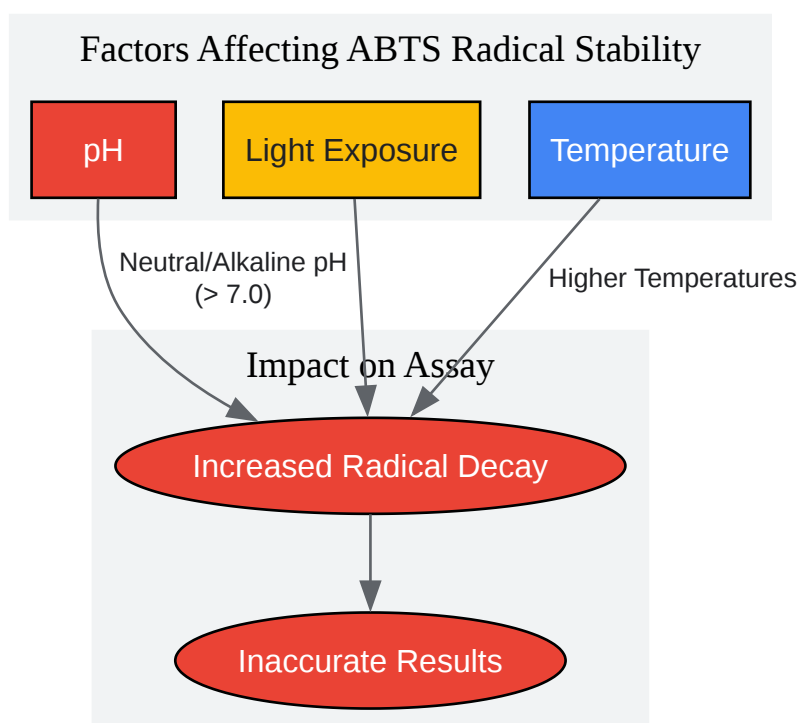 Factors Affecting ABTS Radical Stability
pH
Light Exposure
Temperature
Neutral/Alkaline pH
(> 7.0)
Higher Temperatures
Impact on Assay
Increased Radical Decay
Inaccurate Results